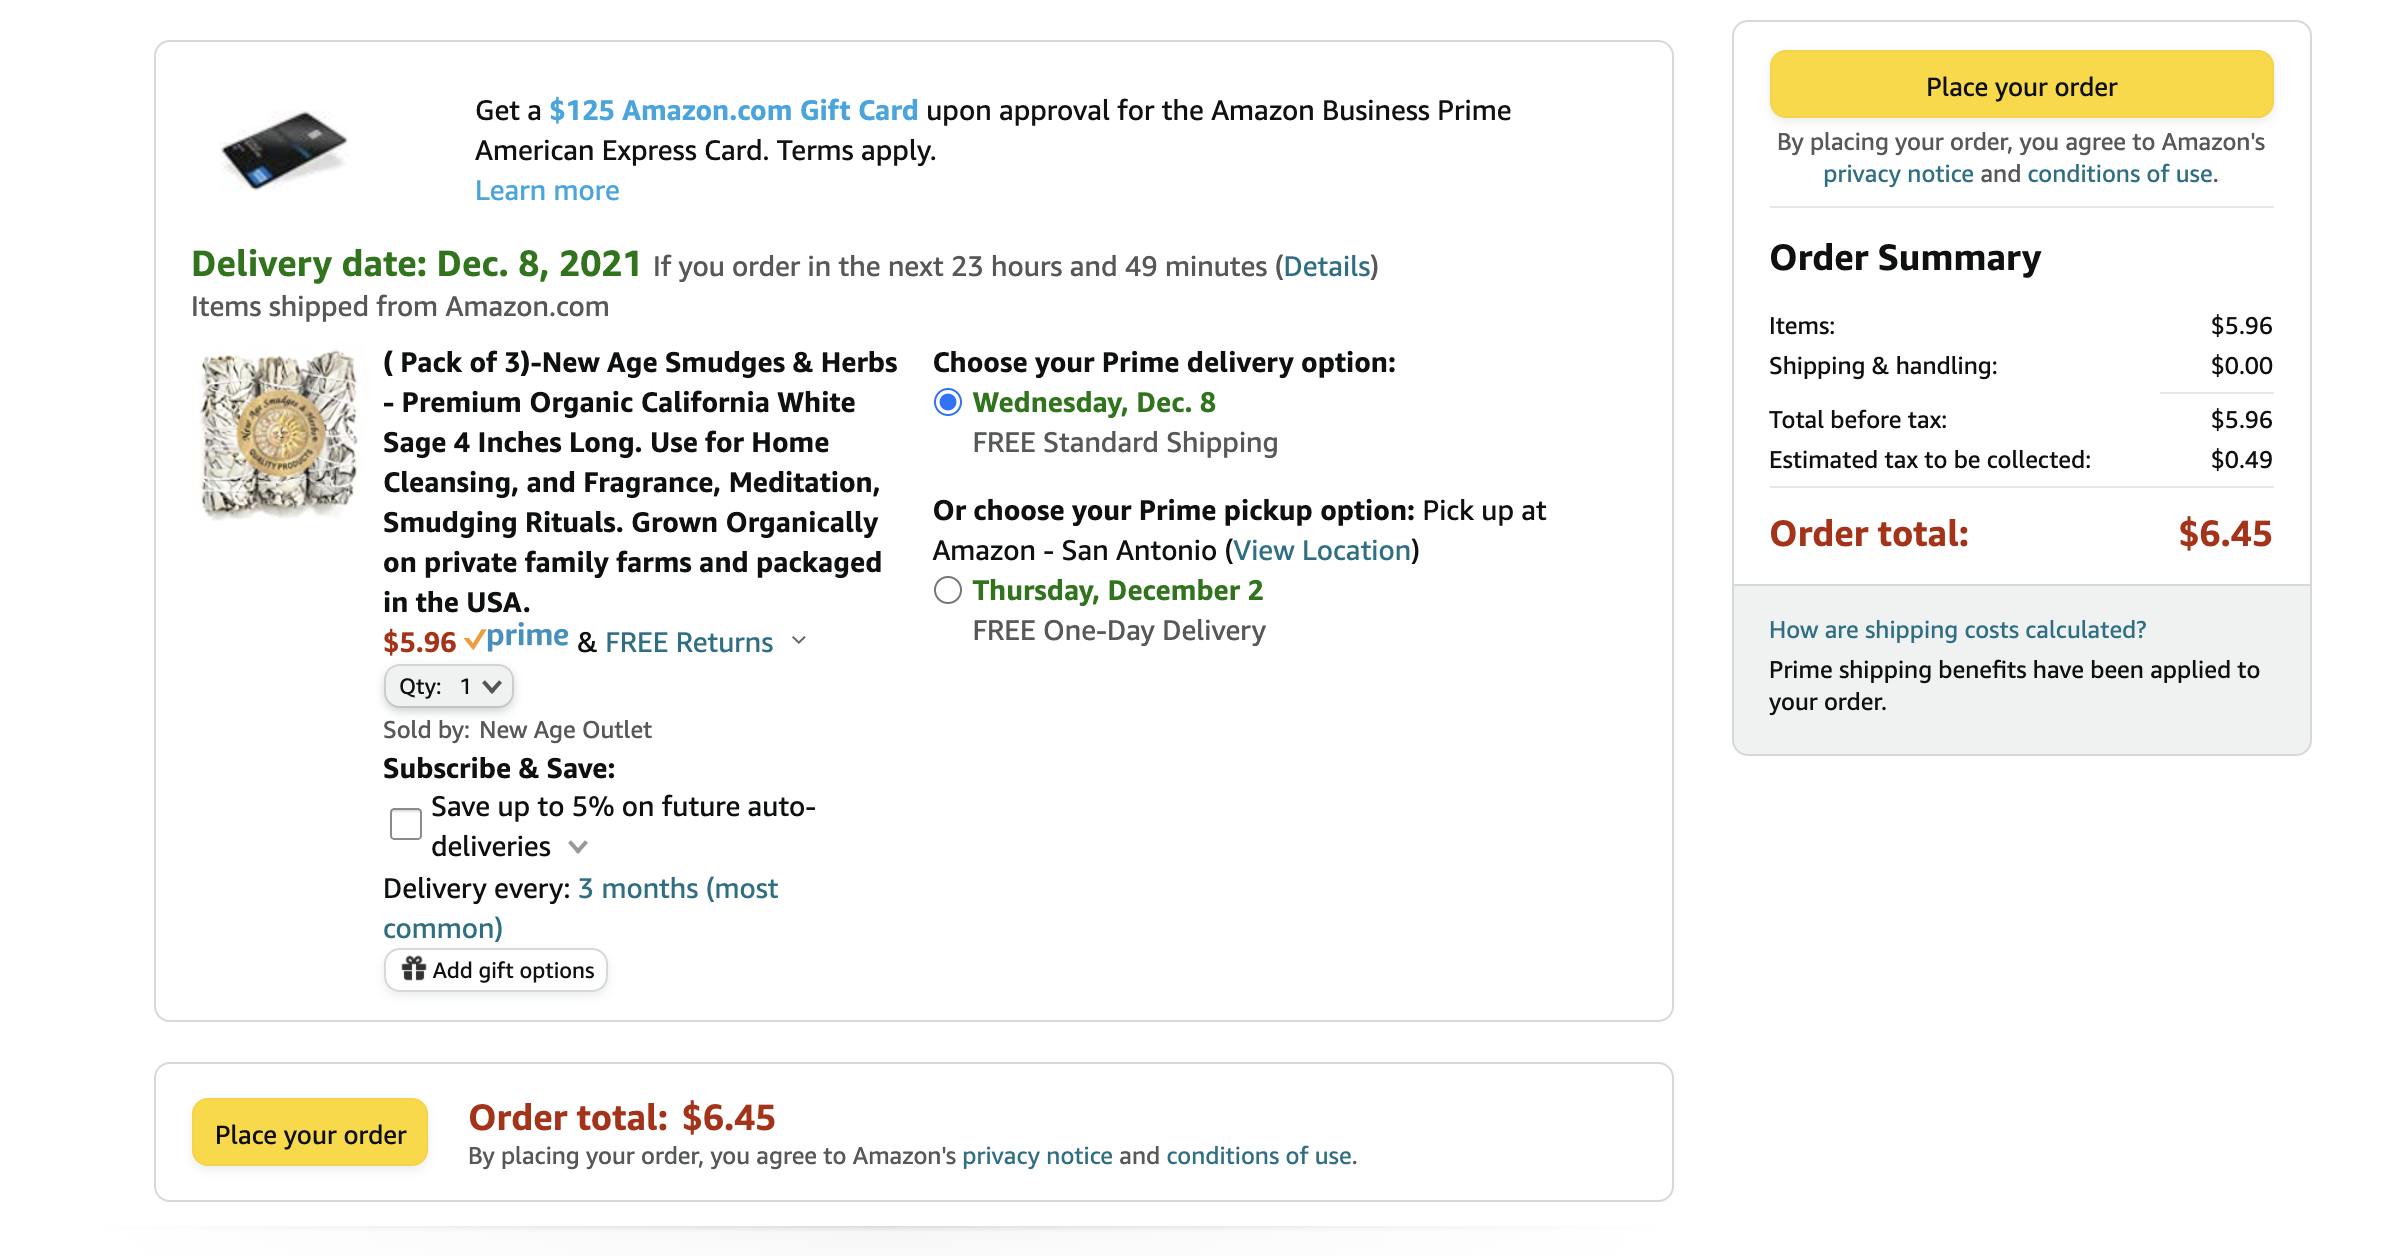 Get a $125 Amazon.com Gift Card upon approval for the Amazon Business Prime
American Express Card. Terms apply.
Learn more
Delivery date: Dec. 8, 2021 If you order in the next 23 hours and 49 minutes (Details)
Items shipped from Amazon.com
New Age Smudges & Herbs
QUALITY PRODUCTS
( Pack of 3)-New Age Smudges & Herbs
- Premium Organic California White
Sage 4 Inches Long. Use for Home
Cleansing, and Fragrance, Meditation,
Smudging Rituals. Grown Organically
on private family farms and packaged
in the USA.
$5.96 prime & FREE Returns
Qty: 1
Sold by: New Age Outlet
Subscribe & Save:
Save up to 5% on future auto-
deliveries
Delivery every: 3 months (most
common)
Add gift options
Choose your Prime delivery option:
Wednesday, Dec. 8
FREE Standard Shipping
Or choose your Prime pickup option: Pick up at
Amazon - San Antonio (View Location)
Thursday, December 2
FREE One-Day Delivery
Place your order
Order total: $6.45
By placing your order, you agree to Amazon's privacy notice and conditions of use.
Place your order
By placing your order, you agree to Amazon's
privacy notice and conditions of use.
Order Summary
Items: $5.96
Shipping & handling: $0.00
Total before tax: $5.96
Estimated tax to be collected: $0.49
Order total: $6.45
How are shipping costs calculated?
Prime shipping benefits have been applied to
your order.